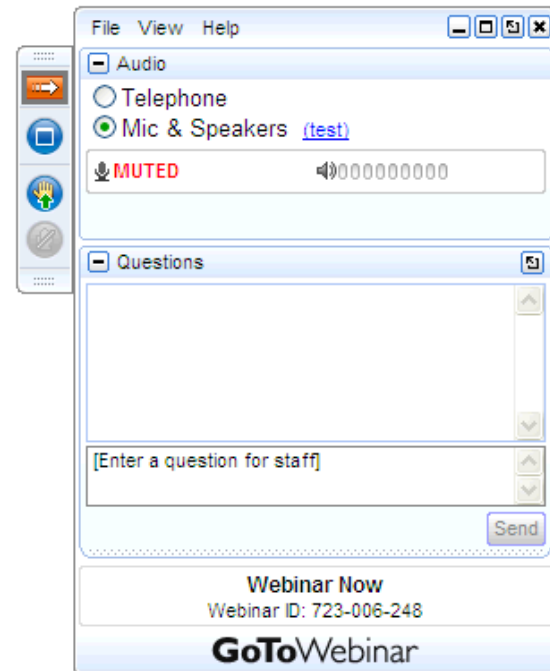 File View Help
Audio
Telephone
Mic & Speakers (test)
MUTED 000000000
Questions
[Enter a question for staff]
Send
Webinar Now
Webinar ID: 723-006-248
GoToWebinar